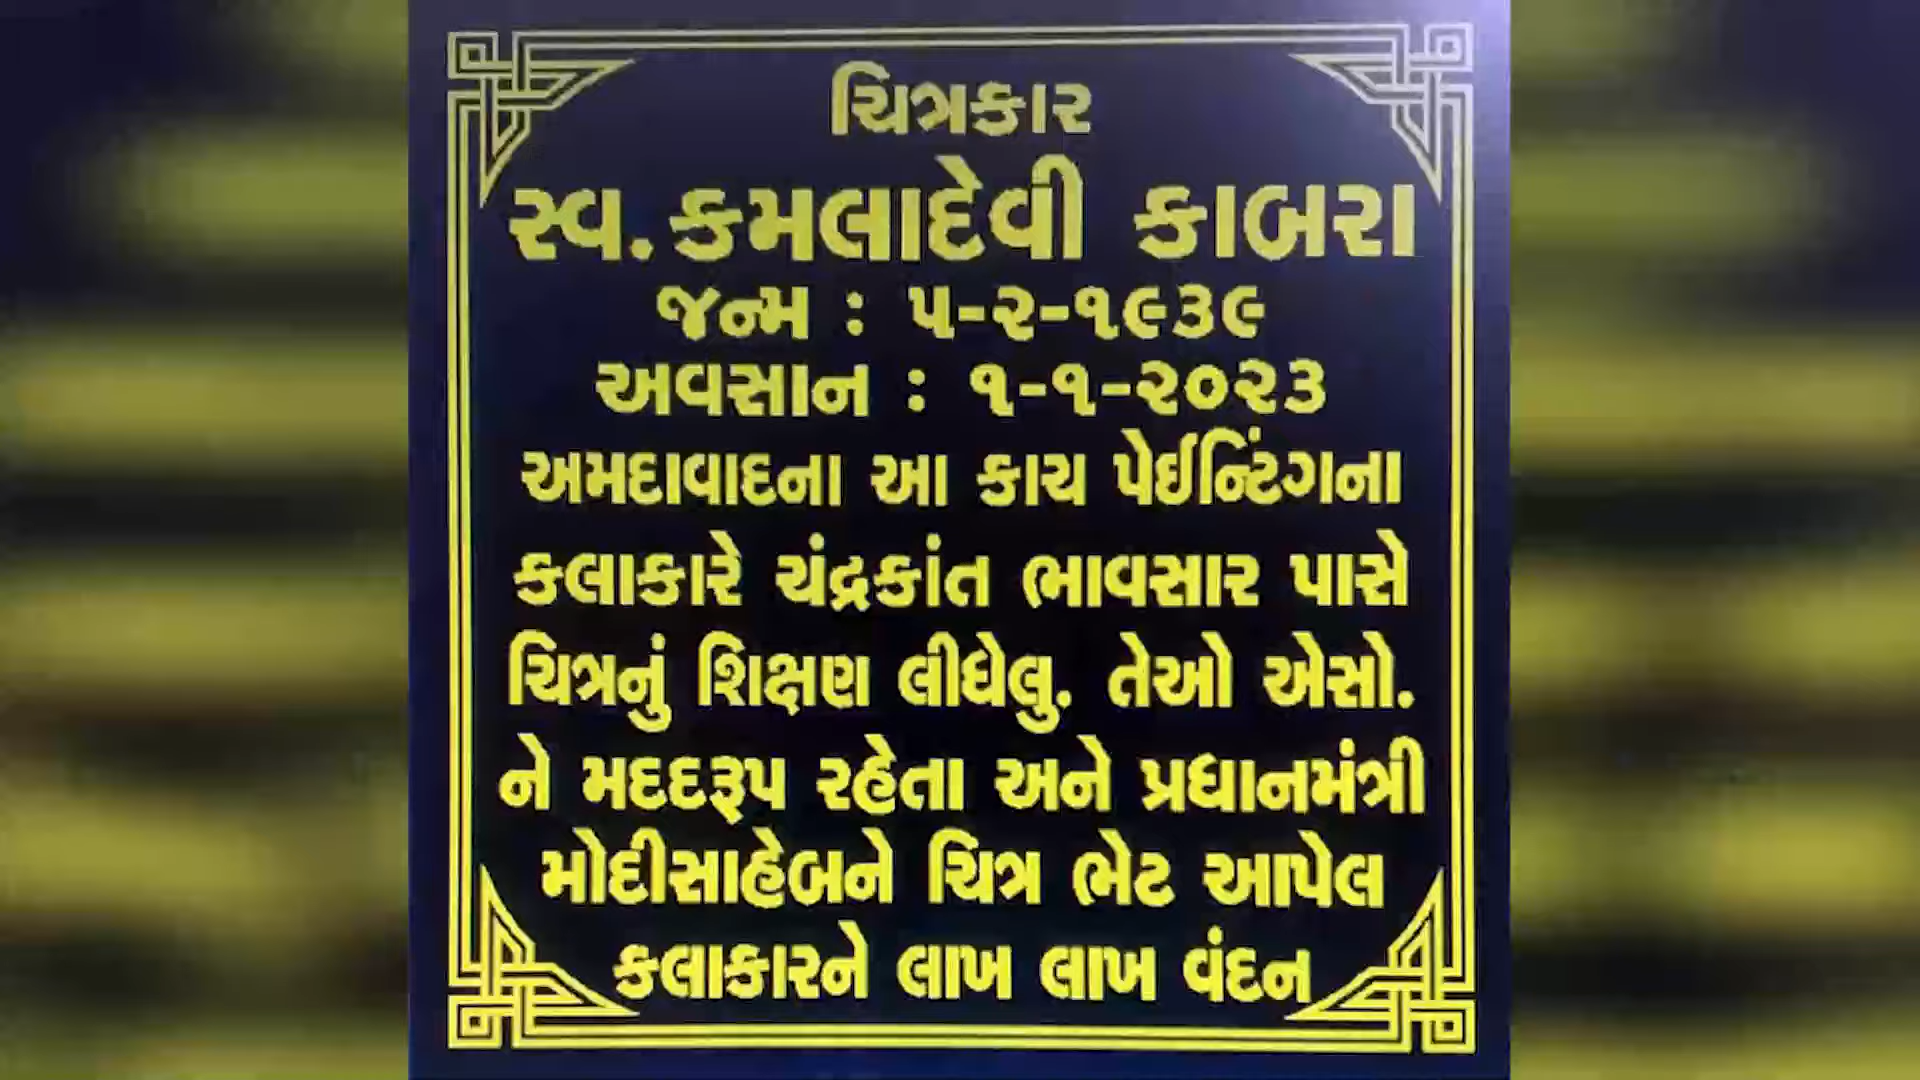 ચિત્રકાર
સ્વ. કમલાદેવી કાબરા
જન્મ : ૫-૨-૧૯૩૯
અવસાન : ૧-૧-૨૦૨૩
અમદાવાદના આ કાચ પેઈન્ટિંગના
કલાકારે ચંદ્રકાંત ભાવસાર પાસે
ચિત્રનું શિક્ષણ લીધેલુ. તેઓ એસો.
ને મદદરૂપ રહેતા અને પ્રધાનમંત્રી
મોદીસાહેબને ચિત્ર ભેટ આપેલ
કલાકારને લાખ લાખ વંદન